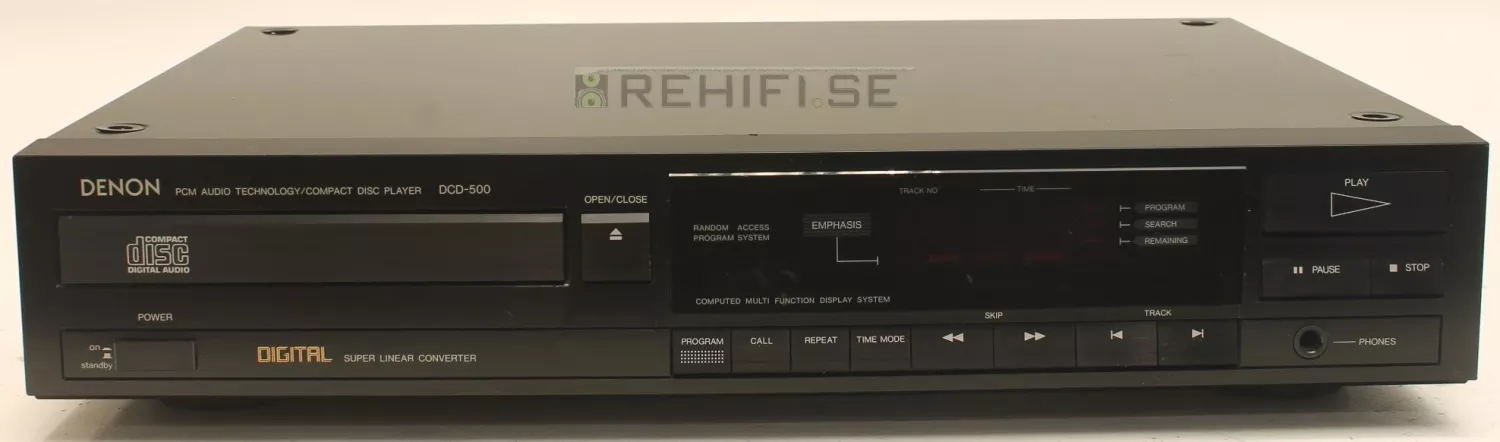 REHIFI.SE
DENON PCM AUDIO TECHNOLOGY/COMPACT DISC PLAYER DCD-500
OPEN/CLOSE
COMPACT
disc
DIGITAL AUDIO
TRACK NO TIME
RANDOM ACCESS
PROGRAM SYSTEM
EMPHASIS
PROGRAM
SEARCH
REMAINING
COMPUTED MULTI FUNCTION DISPLAY SYSTEM
PLAY
PAUSE
STOP
POWER
on
standby
DIGITAL SUPER LINEAR CONVERTER
PROGRAM
CALL
REPEAT
TIME MODE
SKIP
TRACK
PHONES